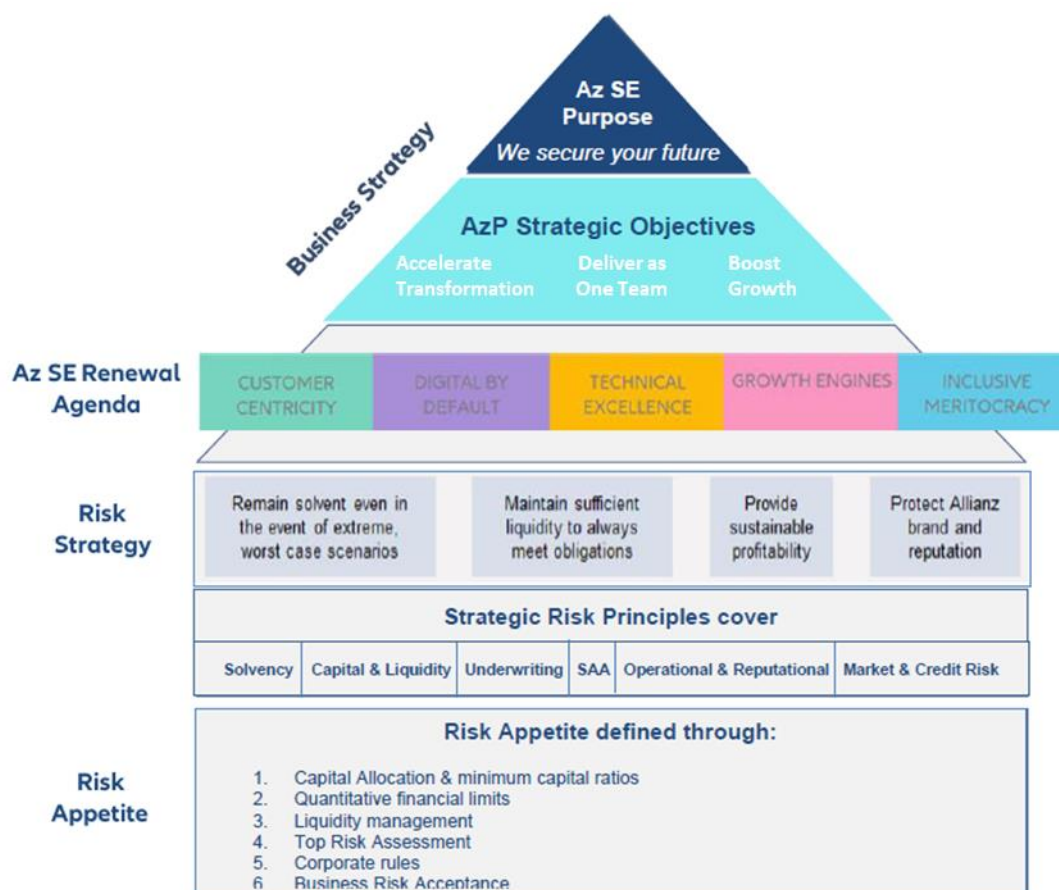 Az SE
Purpose
We secure your future
Business Strategy
AzP Strategic Objectives
Accelerate
Transformation
Deliver as
One Team
Boost
Growth
Az SE Renewal
Agenda
CUSTOMER
CENTRICITY
DIGITAL BY
DEFAULT
TECHNICAL
EXCELLENCE
GROWTH ENGINES
INCLUSIVE
MERITOCRACY
Risk
Strategy
Remain solvent even in
the event of extreme,
worst case scenarios
Maintain sufficient
liquidity to always
meet obligations
Provide
sustainable
profitability
Protect Allianz
brand and
reputation
Strategic Risk Principles cover
Solvency
Capital & Liquidity
Underwriting
SAA
Operational & Reputational
Market & Credit Risk
Risk
Appetite
Risk Appetite defined through:
1. Capital Allocation & minimum capital ratios
2. Quantitative financial limits
3. Liquidity management
4. Top Risk Assessment
5. Corporate rules
6. Business Risk Acceptance